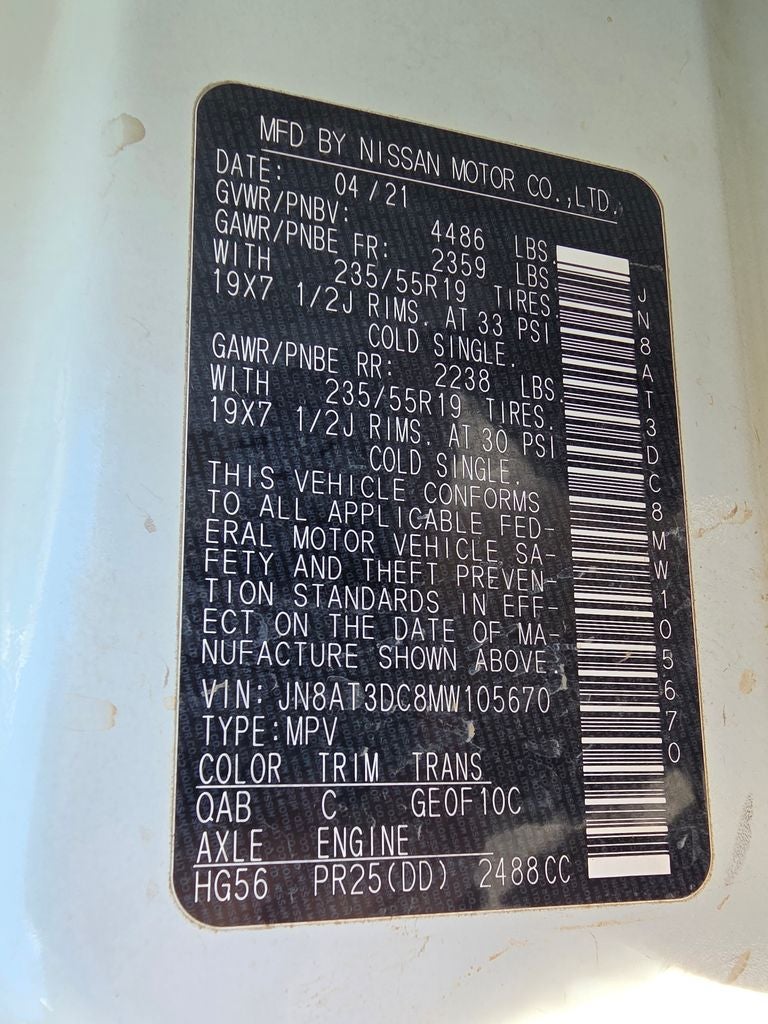 MFD BY NISSAN MOTOR CO.,LTD.
DATE: 04/21
GVWR/PNBV: 4486 LBS.
GAWR/PNBE FR: 2359 LBS
WITH 235/55R19 TIRES
19X7 1/2J RIMS. AT 33 PSI
COLD SINGLE.
GAWR/PNBE RR: 2238 LBS.
WITH 235/55R19 TIRES.
19X7 1/2J RIMS. AT 30 PSI
COLD SINGLE.
THIS VEHICLE CONFORMS
TO ALL APPLICABLE FED-
ERAL MOTOR VEHICLE SA-
FETY AND THEFT PREVEN-
TION STANDARDS IN EFF-
ECT ON THE DATE OF MA-
NUFACTURE SHOWN ABOVE.
VIN: JN8AT3DC8MW105670
TYPE:MPV
COLOR TRIM TRANS
QAB C GEOF10C
AXLE ENGINE
HG56 PR25(DD) 2488CC
JN8AT3DC8MW105670